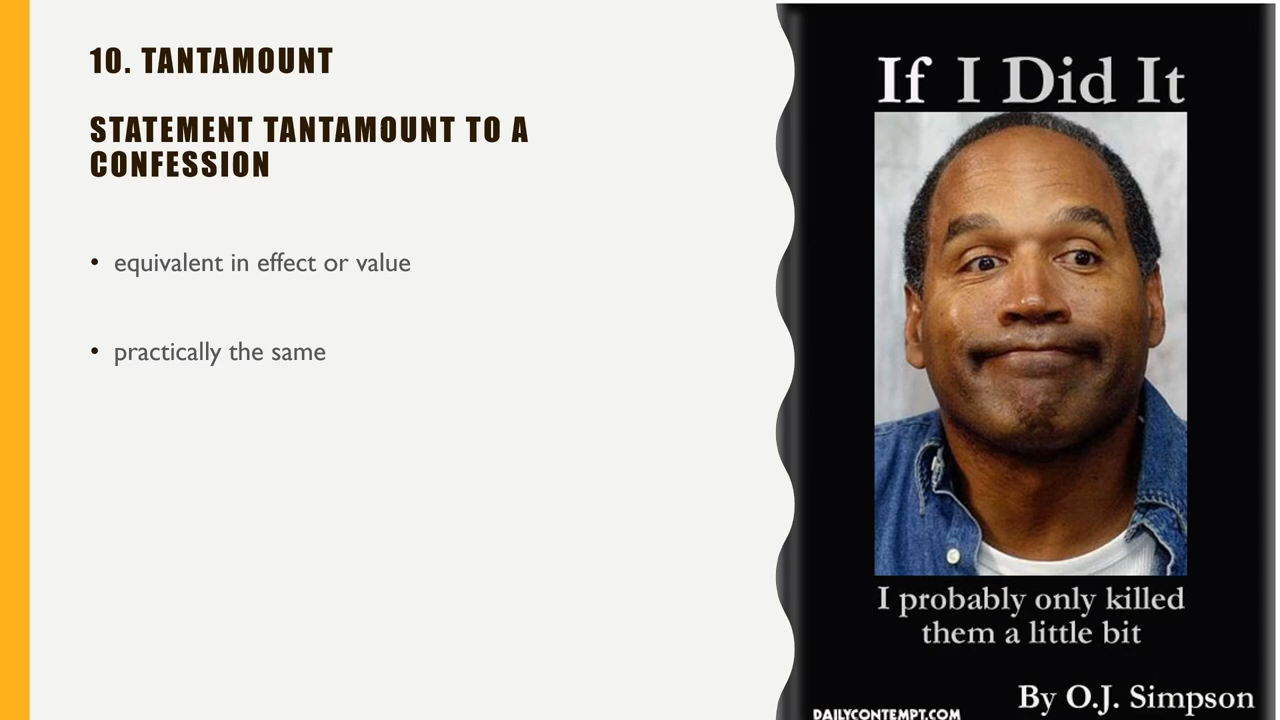 10. TANTAMOUNT
STATEMENT TANTAMOUNT TO A
CONFESSION
• equivalent in effect or value
• practically the same
If I Did It
I probably only killed
them a little bit
By O.J. Simpson
DAILYCONTEMPT.COM